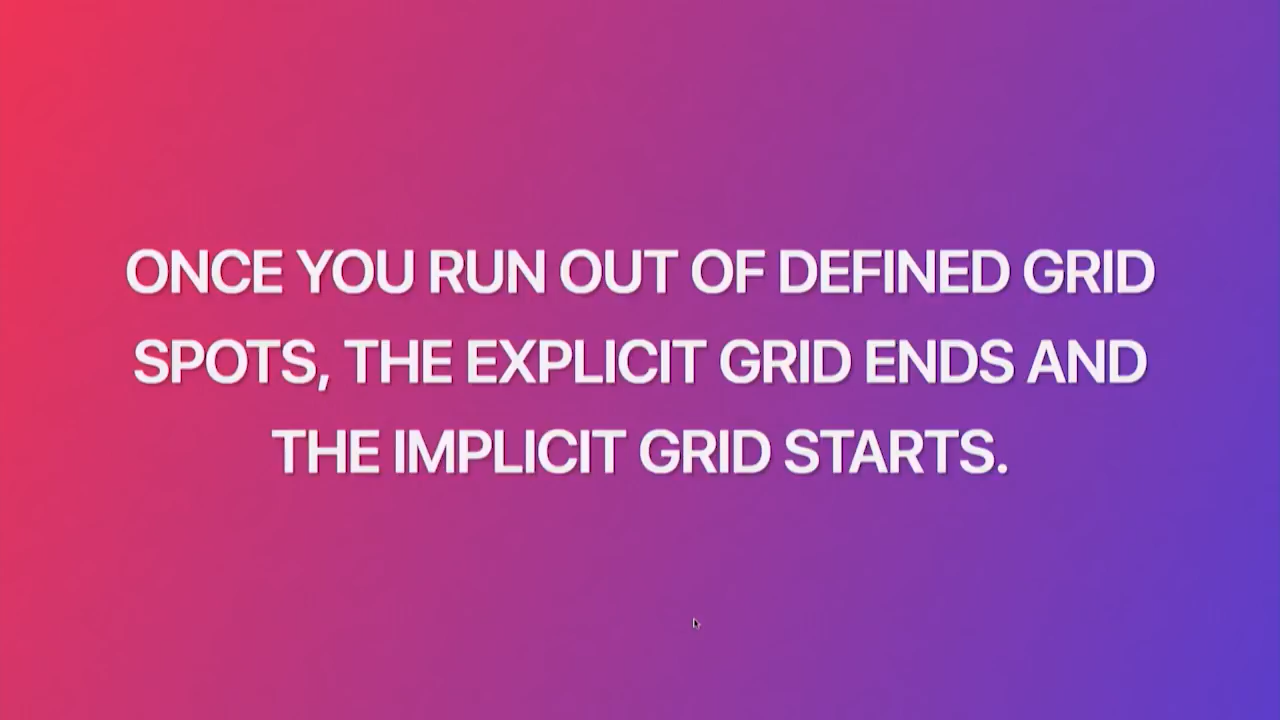 ONCE YOU RUN OUT OF DEFINED GRID
SPOTS, THE EXPLICIT GRID ENDS AND
THE IMPLICIT GRID STARTS.